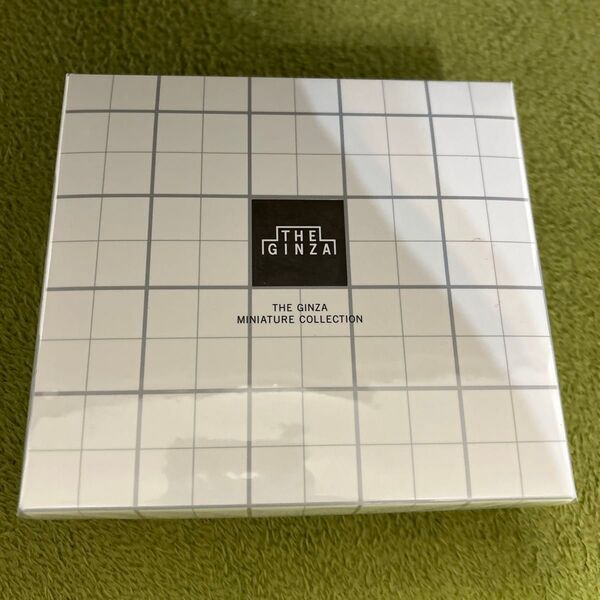 THE
GINZA
THE GINZA
MINIATURE COLLECTION